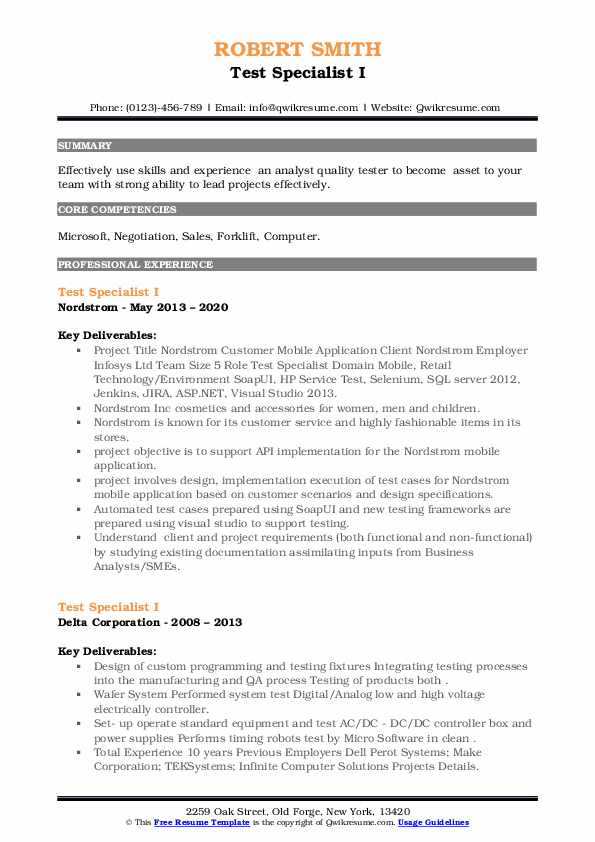 ROBERT SMITH
Test Specialist I
Phone: (0123)-456-789 | Email: info@qwikresume.com | Website: Qwikresume.com
SUMMARY
Effectively use skills and experience  an analyst quality tester to become  asset to your
team with strong ability to lead projects effectively.
CORE COMPETENCIES
Microsoft, Negotiation, Sales, Forklift, Computer.
PROFESSIONAL EXPERIENCE
Test Specialist I
Nordstrom - May 2013 – 2020
Key Deliverables:
▪ Project Title Nordstrom Customer Mobile Application Client Nordstrom Employer
Infosys Ltd Team Size 5 Role Test Specialist Domain Mobile, Retail
Technology/Environment SoapUI, HP Service Test, Selenium, SQL server 2012,
Jenkins, JIRA, ASP.NET, Visual Studio 2013.
▪ Nordstrom Inc cosmetics and accessories for women, men and children.
▪ Nordstrom is known for its customer service and highly fashionable items in its
stores.
▪ project objective is to support API implementation for the Nordstrom mobile
application.
▪ project involves design, implementation execution of test cases for Nordstrom
mobile application based on customer scenarios and design specifications.
▪ Automated test cases prepared using SoapUI and new testing frameworks are
prepared using visual studio to support testing.
▪ Understand  client and project requirements (both functional and non-functional)
by studying existing documentation assimilating inputs from Business
Analysts/SMEs.
Test Specialist I
Delta Corporation - 2008 – 2013
Key Deliverables:
▪ Design of custom programming and testing fixtures Integrating testing processes
into the manufacturing and QA process Testing of products both .
▪ Wafer System Performed system test Digital/Analog low and high voltage
electrically controller.
▪ Set- up operate standard equipment and test AC/DC - DC/DC controller box and
power supplies Performs timing robots test by Micro Software in clean .
▪ Total Experience 10 years Previous Employers Dell Perot Systems; Make
Corporation; TEKSystems; Infinite Computer Solutions Projects Details.
2259 Oak Street, Old Forge, New York, 13420
© This Free Resume Template is the copyright of Qwikresume.com. Usage Guidelines